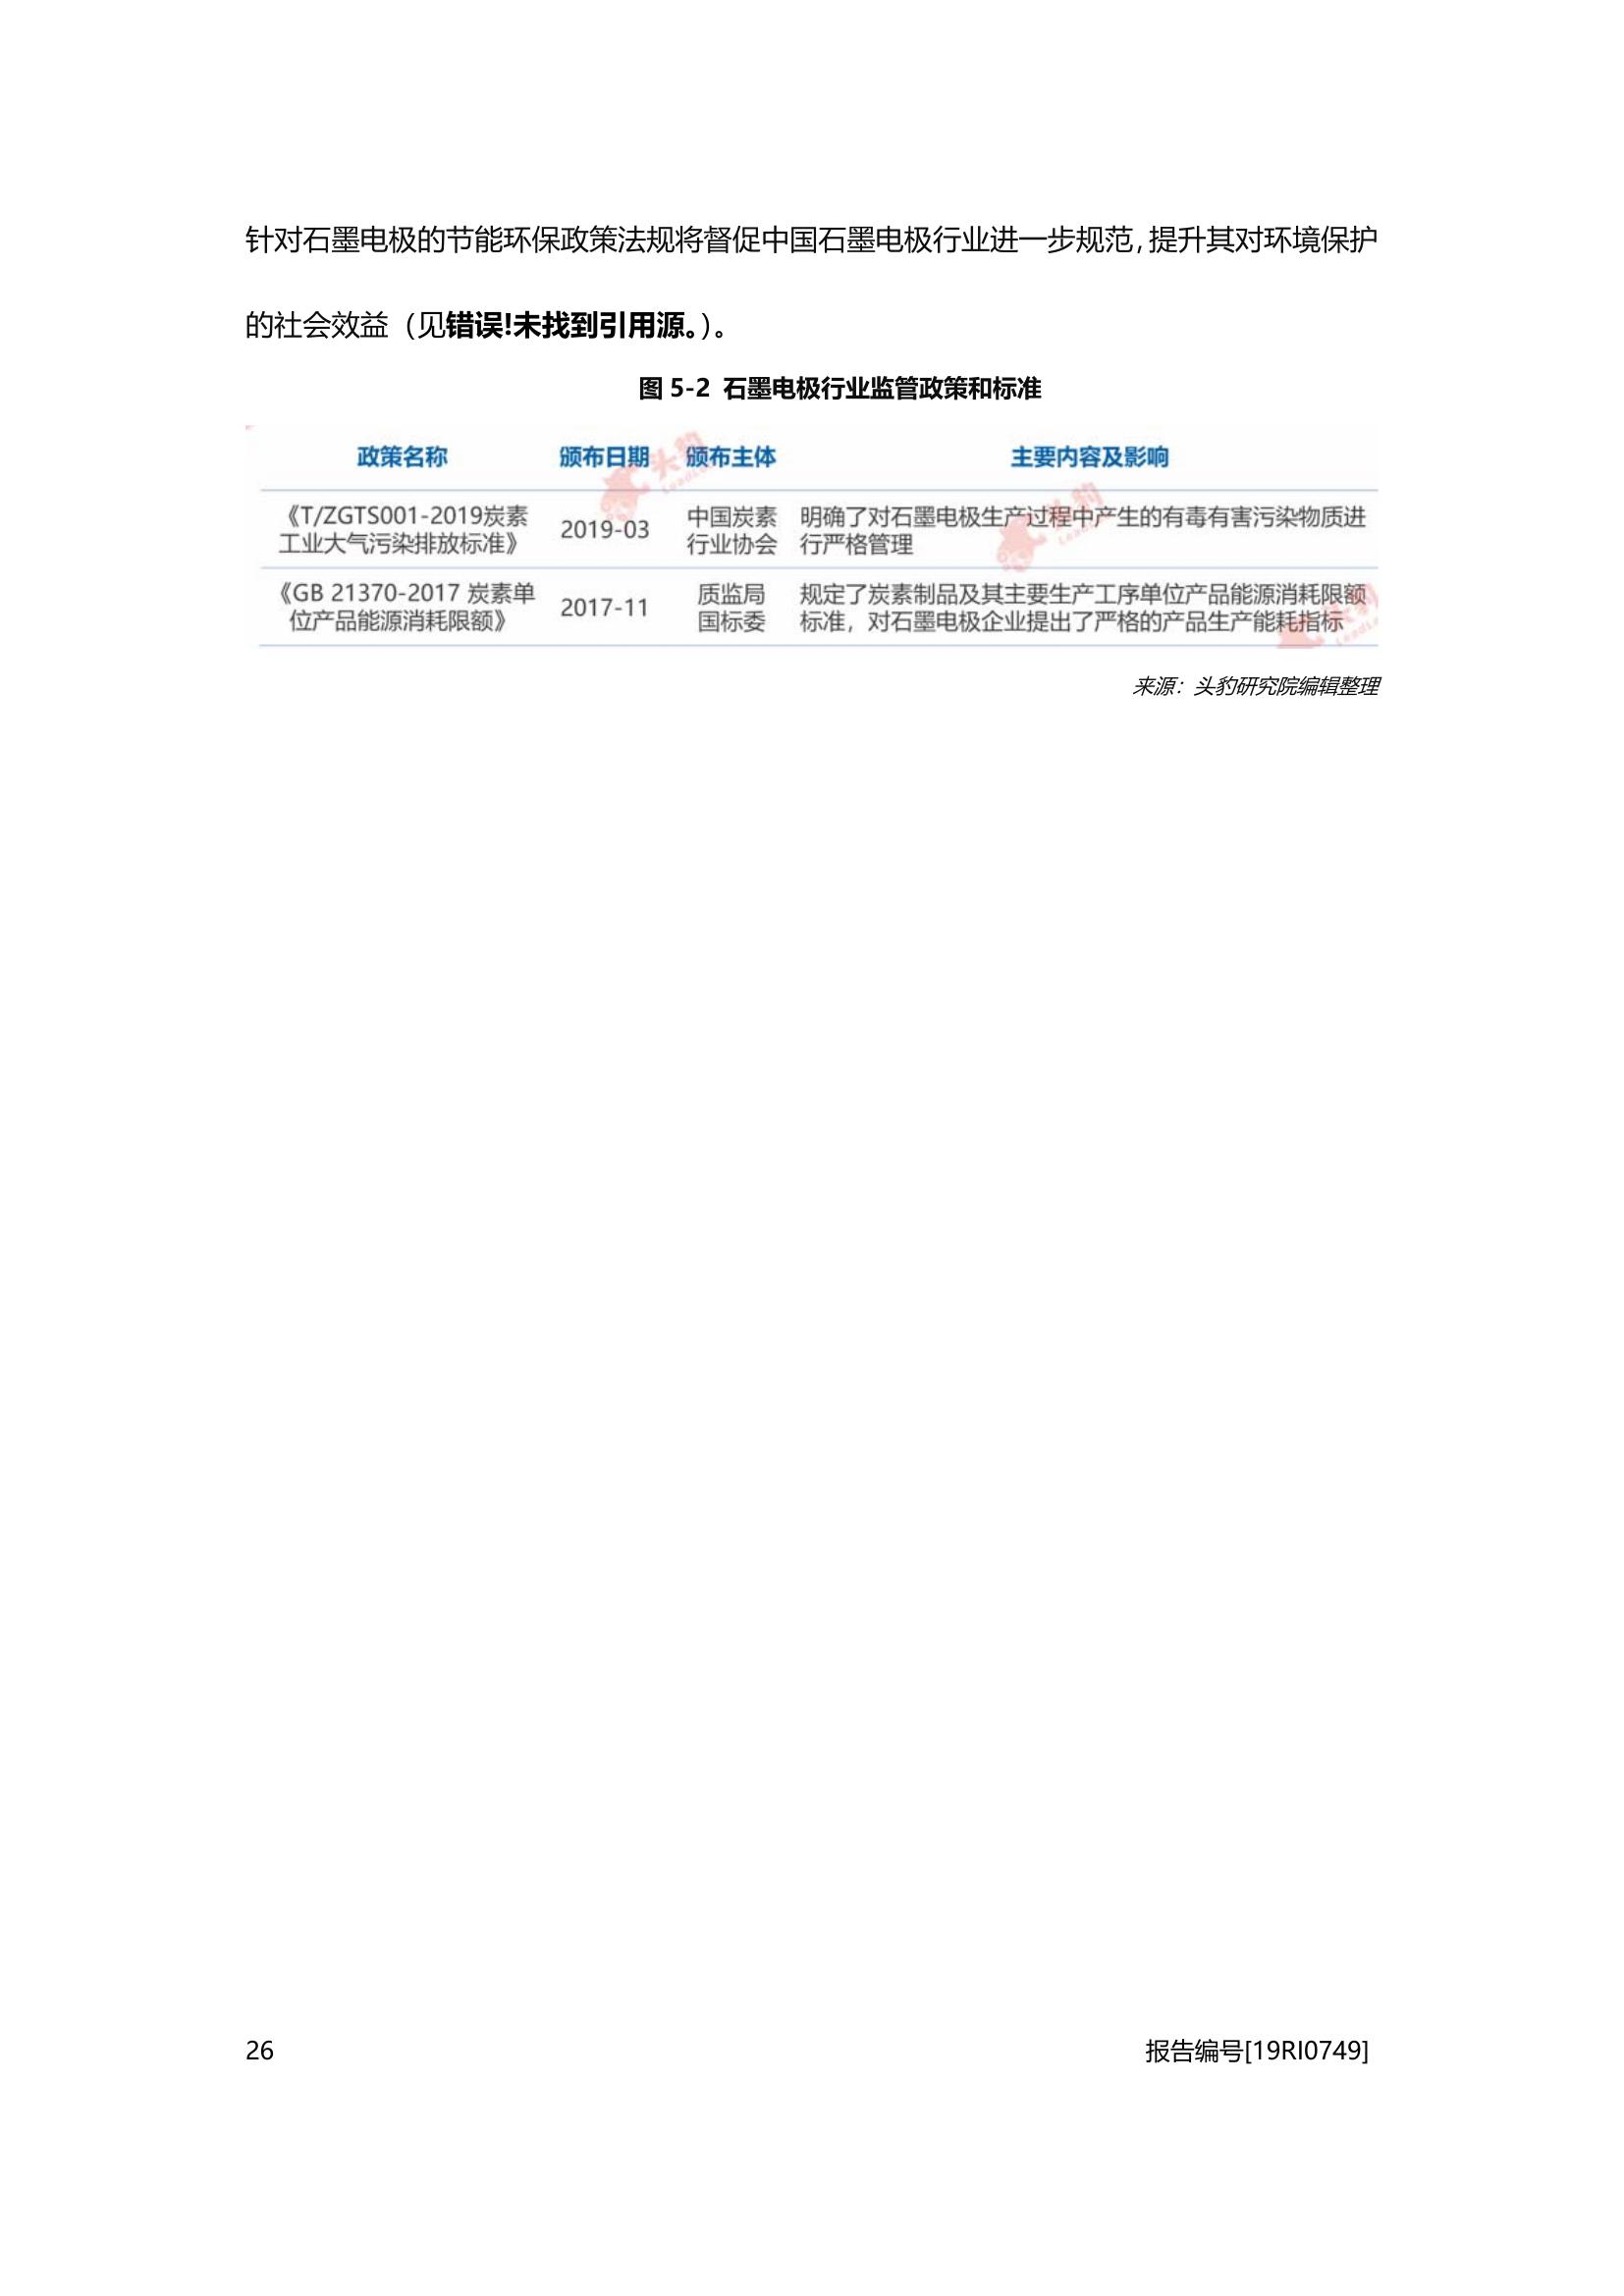 针对石墨电极的节能环保政策法规将督促中国石墨电极行业进一步规范，提升其对环境保护
的社会效益（见错误!未找到引用源。）。
图 5-2 石墨电极行业监管政策和标准
政策名称 颁布日期 颁布主体 主要内容及影响
《T/ZGTS001-2019炭素
工业大气污染排放标准》
2019-03
中国炭素
行业协会
明确了对石墨电极生产过程中产生的有毒有害污染物质进
行严格管理
《GB 21370-2017 炭素单
位产品能源消耗限额》
2017-11
质监局
国标委
规定了炭素制品及其主要生产工序单位产品能源消耗限额
标准，对石墨电极企业提出了严格的产品生产能耗指标
头豹
头豹
头豹
来源：头豹研究院编辑整理
26
报告编号[19RI0749]